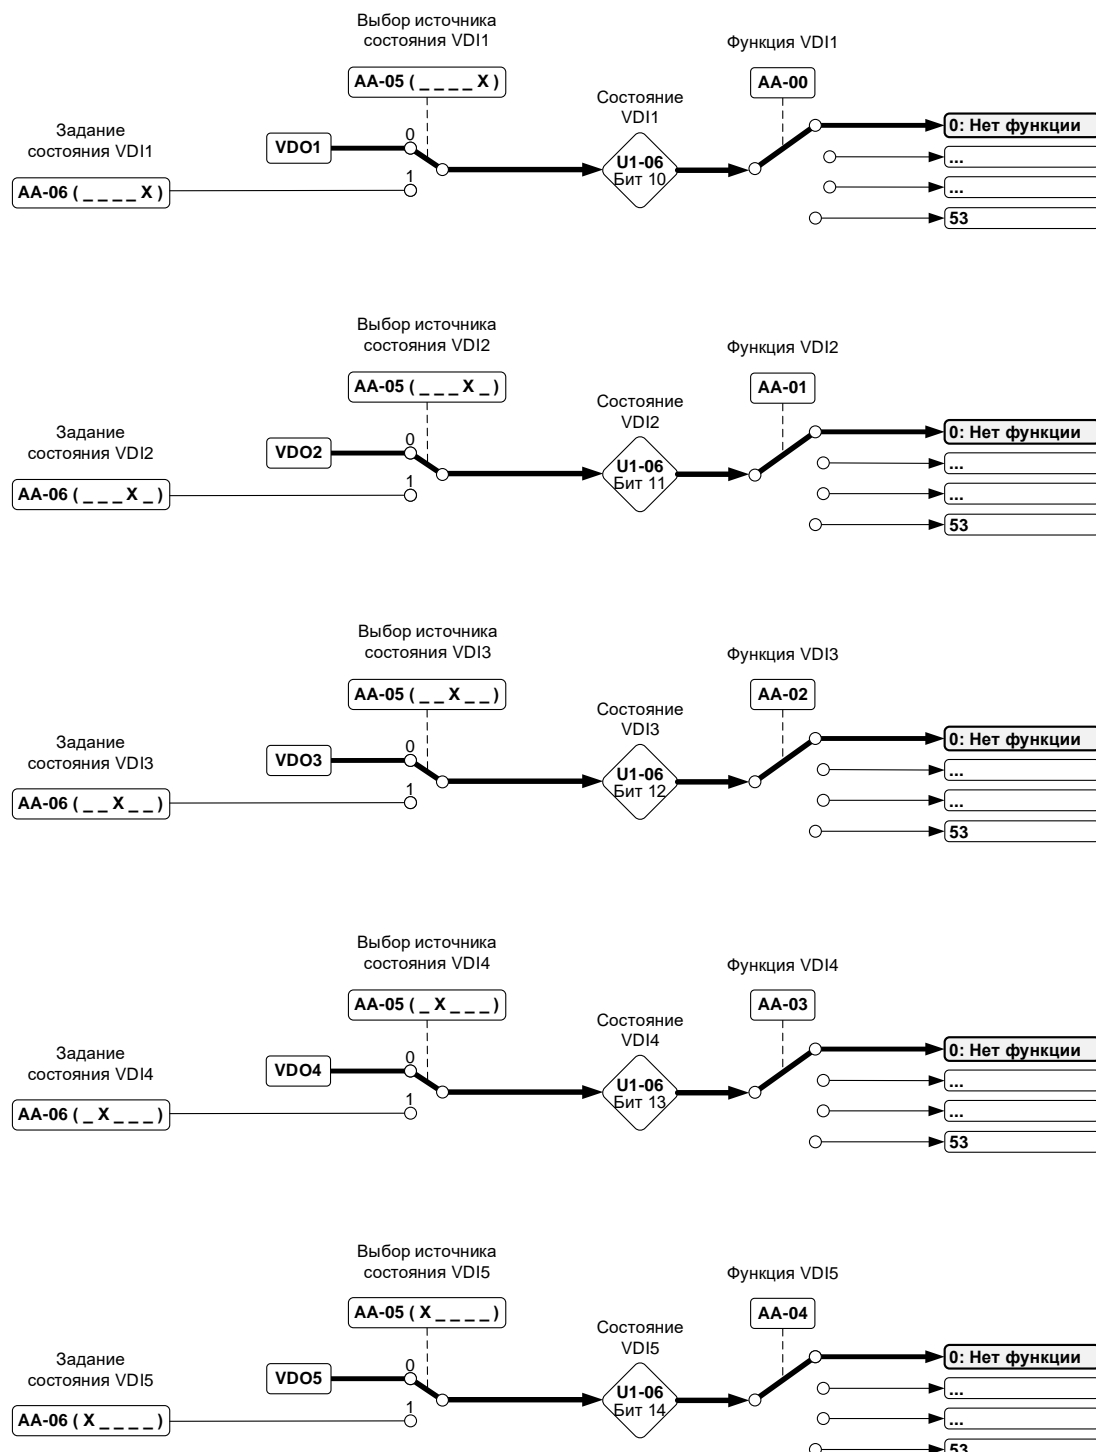 Выбор источника
состояния VDI1
Функция VDI1
AA-05 ( _ _ _ _ X )
AA-00
Состояние
VDI1
Задание
состояния VDI1
VDO1
0
1
U1-06
Бит 10
0: Нет функции
...
...
53
AA-06 ( _ _ _ _ X )
Выбор источника
состояния VDI2
Функция VDI2
AA-05 ( _ _ _ X _ )
AA-01
Состояние
VDI2
Задание
состояния VDI2
VDO2
0
1
U1-06
Бит 11
0: Нет функции
...
...
53
AA-06 ( _ _ _ X _ )
Выбор источника
состояния VDI3
Функция VDI3
AA-05 ( _ _ X _ _ )
AA-02
Состояние
VDI3
Задание
состояния VDI3
VDO3
0
1
U1-06
Бит 12
0: Нет функции
...
...
53
AA-06 ( _ _ X _ _ )
Выбор источника
состояния VDI4
Функция VDI4
AA-05 ( _ X _ _ _ )
AA-03
Состояние
VDI4
Задание
состояния VDI4
VDO4
0
1
U1-06
Бит 13
0: Нет функции
...
...
53
AA-06 ( _ X _ _ _ )
Выбор источника
состояния VDI5
Функция VDI5
AA-05 ( X _ _ _ _ )
AA-04
Состояние
VDI5
Задание
состояния VDI5
VDO5
0
1
U1-06
Бит 14
0: Нет функции
...
...
53
AA-06 ( X _ _ _ _ )